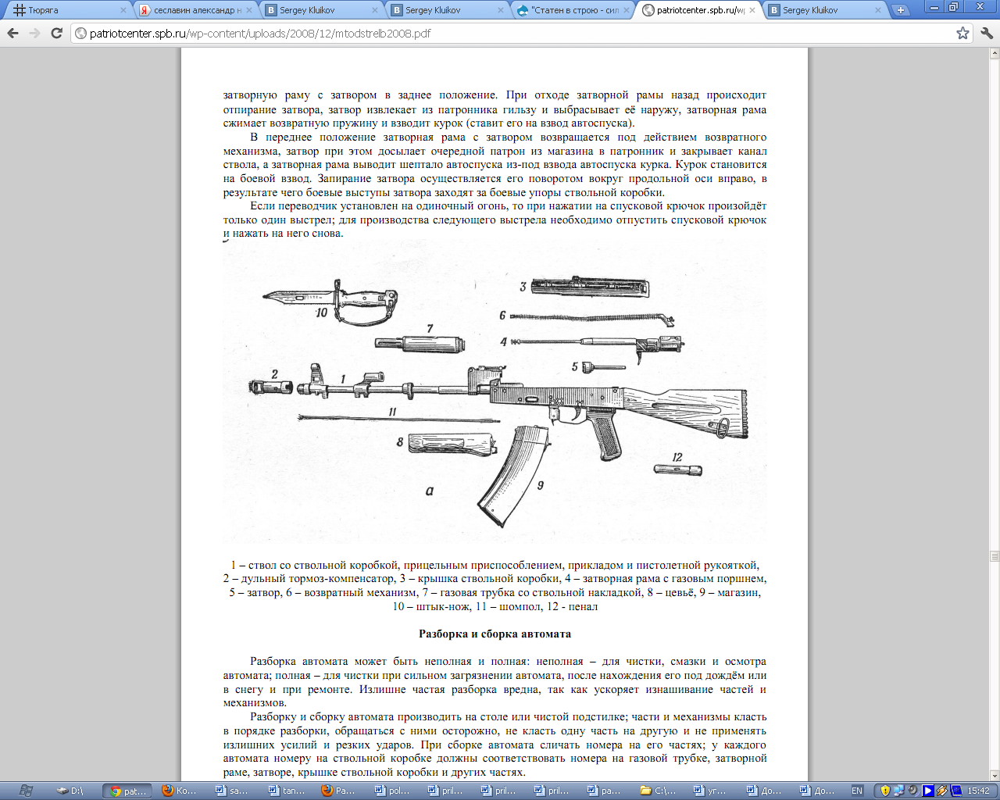 Тюряга
сеславин александр н
Sergey Kluikov
Sergey Kluikov
"Статен в строю - сил
patriotcenter.spb.ru/wp
Sergey Kluikov
patriotcenter.spb.ru/wp-content/uploads/2008/12/mtodstrelb2008.pdf
затворную раму с затвором в заднее положение. При отходе затворной рамы назад происходит
отпирание затвора, затвор извлекает из патронника гильзу и выбрасывает её наружу, затворная рама
сжимает возвратную пружину и взводит курок (ставит его на взвод автоспуска).
В переднее положение затворная рама с затвором возвращается под действием возвратного
механизма, затвор при этом досылает очередной патрон из магазина в патронник и закрывает канал
ствола, а затворная рама выводит шептало автоспуска из-под взвода автоспуска курка. Курок становится
на боевой взвод. Запирание затвора осуществляется его поворотом вокруг продольной оси вправо, в
результате чего боевые выступы затвора заходят за боевые упоры ствольной коробки.
Если переводчик установлен на одиночный огонь, то при нажатии на спусковой крючок произойдёт
только один выстрел; для производства следующего выстрела необходимо отпустить спусковой крючок
и нажать на него снова.
3
10
6
7
4
5
2
1
11
8
12
9
а
1 – ствол со ствольной коробкой, прицельным приспособлением, прикладом и пистолетной рукояткой,
2 – дульный тормоз-компенсатор, 3 – крышка ствольной коробки, 4 – затворная рама с газовым поршнем,
5 – затвор, 6 – возвратный механизм, 7 – газовая трубка со ствольной накладкой, 8 – цевьё, 9 – магазин,
10 – штык-нож, 11 – шомпол, 12 - пенал
Разборка и сборка автомата
Разборка автомата может быть неполная и полная: неполная – для чистки, смазки и осмотра
автомата; полная – для чистки при сильном загрязнении автомата, после нахождения его под дождём или
в снегу и при ремонте. Излишне частая разборка вредна, так как ускоряет изнашивание частей и
механизмов.
Разборку и сборку автомата производить на столе или чистой подстилке; части и механизмы класть
в порядке разборки, обращаться с ними осторожно, не класть одну часть на другую и не применять
излишних усилий и резких ударов. При сборке автомата сличать номера на его частях; у каждого
автомата номеру на ствольной коробке должны соответствовать номера на газовой трубке, затворной
раме, затворе, крышке ствольной коробки и других частях.
D:\ pat... Ко... sa... tan... Ра... pol... pril... pril... pril... ра... C:\... уг... До... До... EN 15:42